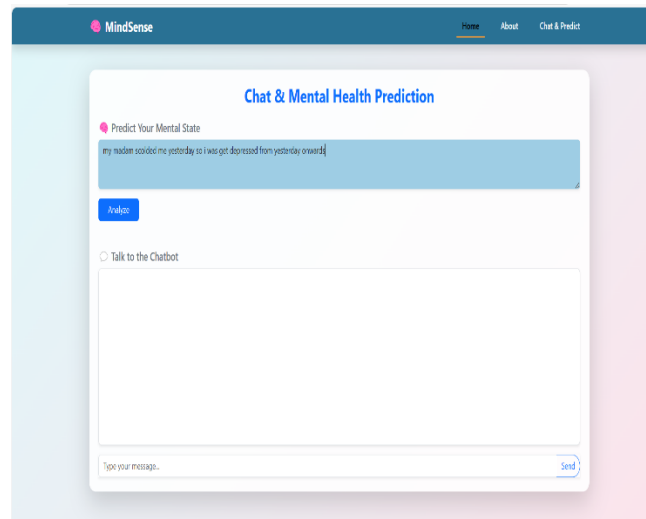 MindSense
Home About Chat & Predict
Chat & Mental Health Prediction
Predict Your Mental State
my madam scolded me yesterday so i was get depressed from yesterday onwards
Analyze
Talk to the Chatbot
Type your message...
Send